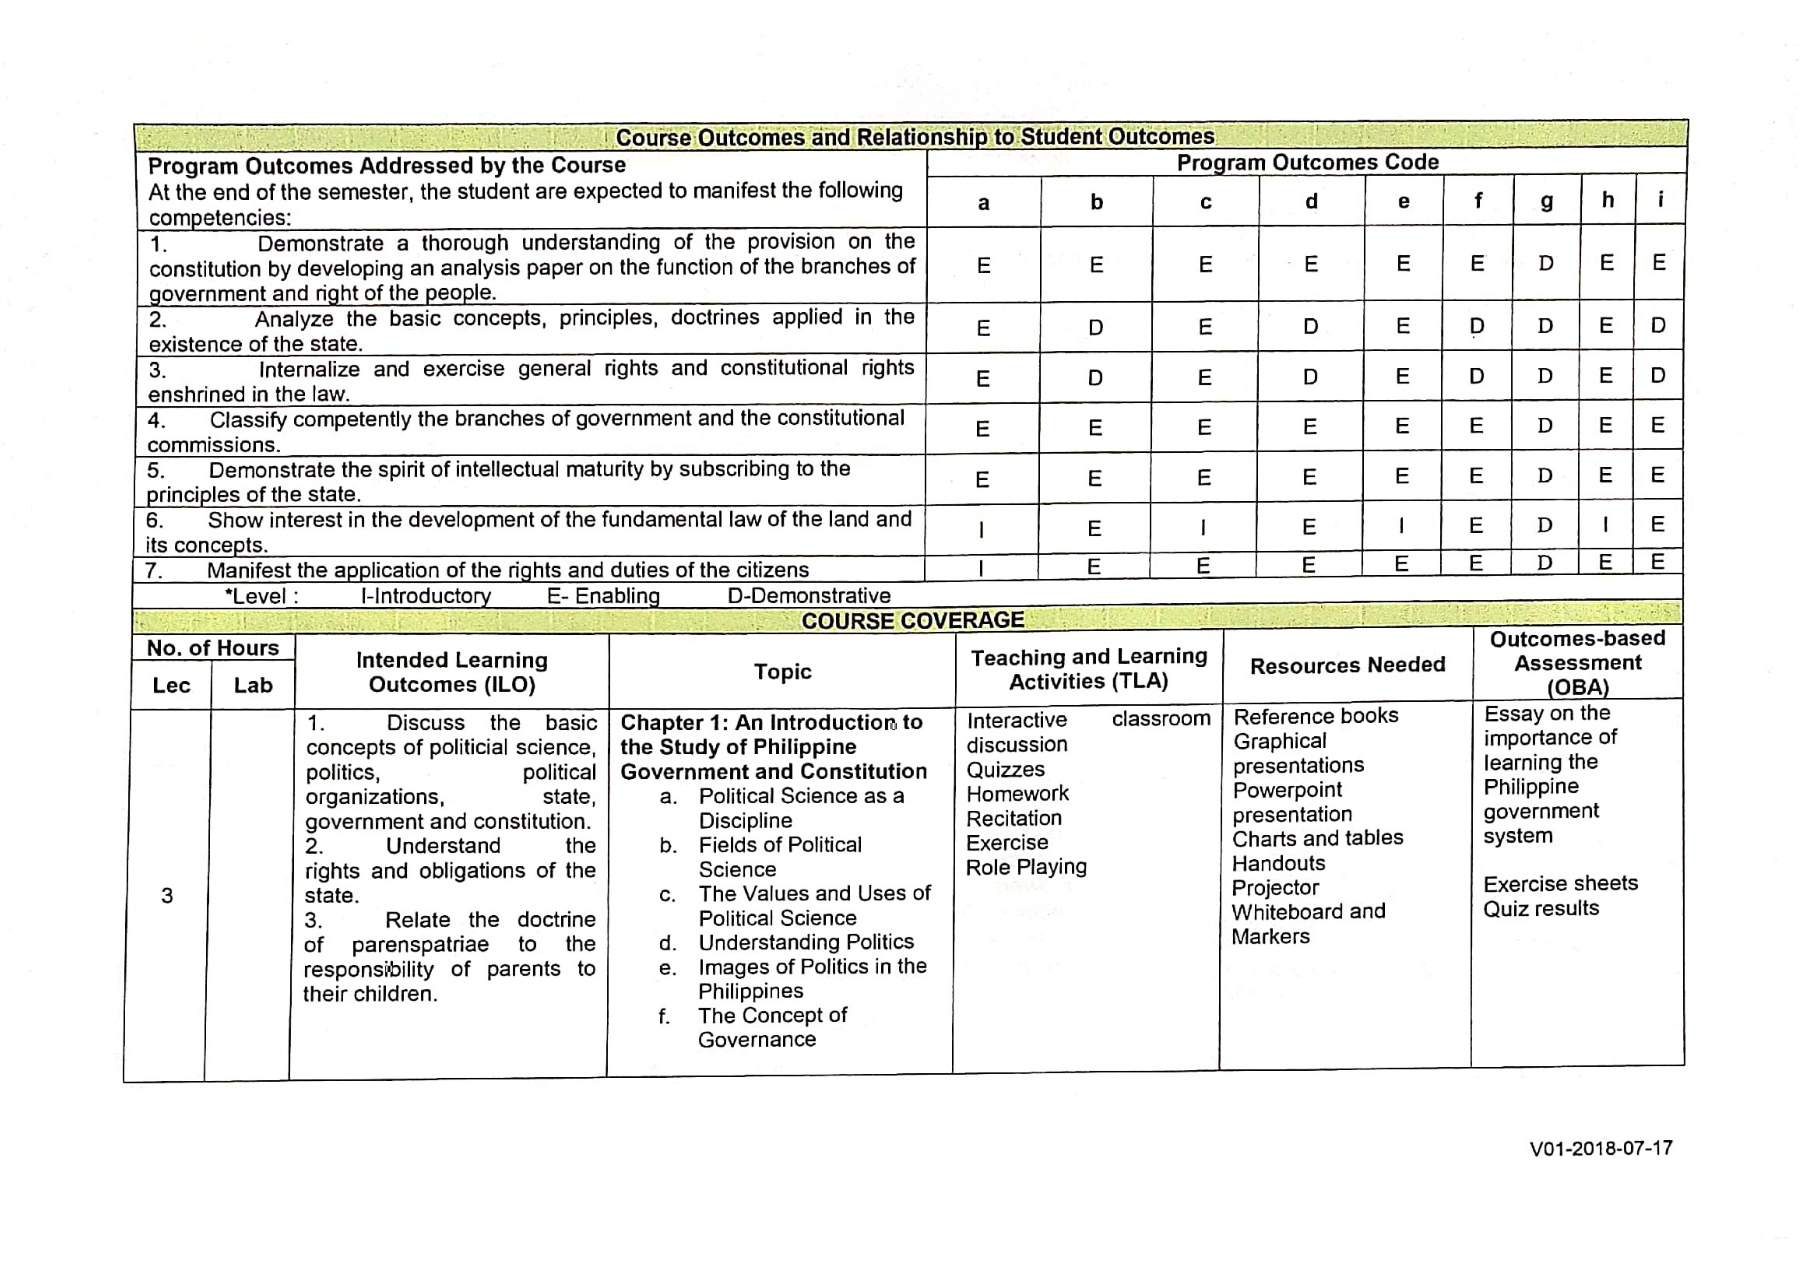 Course Outcomes and Relationship to Student Outcomes
Program Outcomes Addressed by the Course
At the end of the semester, the student are expected to manifest the following
competencies:
Program Outcomes Code
a b c d e f g h i
1. Demonstrate a thorough understanding of the provision on the
constitution by developing an analysis paper on the function of the branches of
government and right of the people.
E E E E E E D E E
2. Analyze the basic concepts, principles, doctrines applied in the
existence of the state.
E D E D E D D E D
3. Internalize and exercise general rights and constitutional rights
enshrined in the law.
E D E D E D D E D
4. Classify competently the branches of government and the constitutional
commissions.
E E E E E E D E E
5. Demonstrate the spirit of intellectual maturity by subscribing to the
principles of the state.
E E E E E E D E E
6. Show interest in the development of the fundamental law of the land and
its concepts.
I E I E I E D I E
7. Manifest the application of the rights and duties of the citizens
I E E E E E D E E
*Level : I-Introductory E- Enabling D-Demonstrative
COURSE COVERAGE
No. of Hours
Lec Lab
Intended Learning
Outcomes (ILO)
Topic
Teaching and Learning
Activities (TLA)
Resources Needed
Outcomes-based
Assessment
(OBA)
3
1. Discuss the basic
concepts of politicial science,
politics, political
organizations, state,
government and constitution.
2. Understand the
rights and obligations of the
state.
3. Relate the doctrine
of parenspatriae to the
responsibility of parents to
their children.
Chapter 1: An Introduction to
the Study of Philippine
Government and Constitution
a. Political Science as a
Discipline
b. Fields of Political
Science
c. The Values and Uses of
Political Science
d. Understanding Politics
e. Images of Politics in the
Philippines
f. The Concept of
Governance
Interactive classroom
discussion
Quizzes
Homework
Recitation
Exercise
Role Playing
Reference books
Graphical
presentations
Powerpoint
presentation
Charts and tables
Handouts
Projector
Whiteboard and
Markers
Essay on the
importance of
learning the
Philippine
government
system
Exercise sheets
Quiz results
V01-2018-07-17